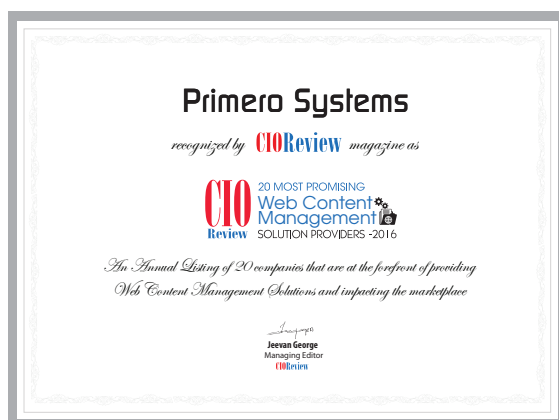 Primero Systems
recognized by CIOReview magazine as
CIO
Review
20 MOST PROMISING
Web Content
Management
SOLUTION PROVIDERS -2016
An Annual Listing of 20 companies that are at the forfront of providing
Web Content Management Solutions and impacting the marketplace
Jeevan George
Managing Editor
CIOReview